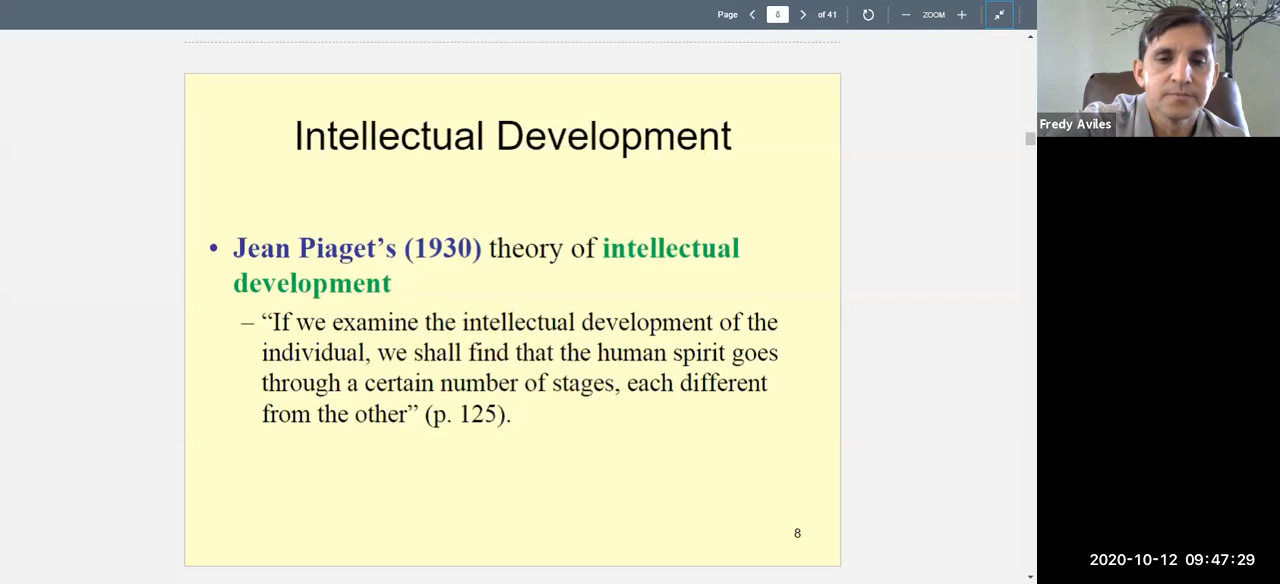 Page 8 of 41 ZOOM
Intellectual Development
• Jean Piaget’s (1930) theory of intellectual
development
– “If we examine the intellectual development of the
individual, we shall find that the human spirit goes
through a certain number of stages, each different
from the other” (p. 125).
8
Fredy Aviles
2020-10-12 09:47:29